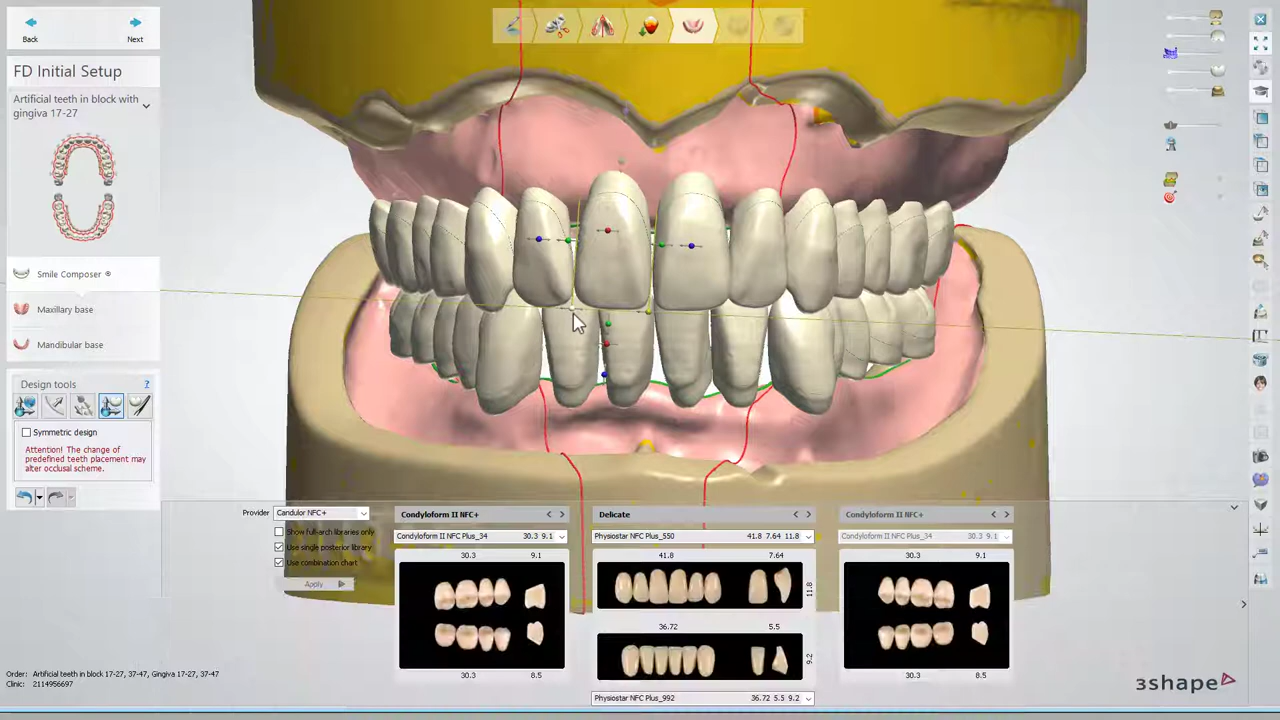 Back
Next
FD Initial Setup
Artificial teeth in block with
gingiva 17-27
Smile Composer
Maxillary base
Mandibular base
Design tools
?
Symmetric design
Attention! The change of
predefined teeth placement may
alter occlusal scheme.
Provider
Candulor NFC+
Show full-arch libraries only
Use single posterior library
Use combination chart
Apply
Condyloform II NFC+
Condyloform II NFC Plus_34 30.3 9.1
30.3 9.1
30.3 8.5
Delicate
Physiostar NFC Plus_550 41.8 7.64 11.8
41.8 7.64
11.8
36.72 5.5
9.2
Physiostar NFC Plus_992 36.72 5.5 9.2
Condyloform II NFC+
Condyloform II NFC Plus_34 30.3 9.1
30.3 9.1
30.3 8.5
Order: Artificial teeth in block 17-27, 37-47, Gingiva 17-27, 37-47
Clinic: 2114956697
3shape